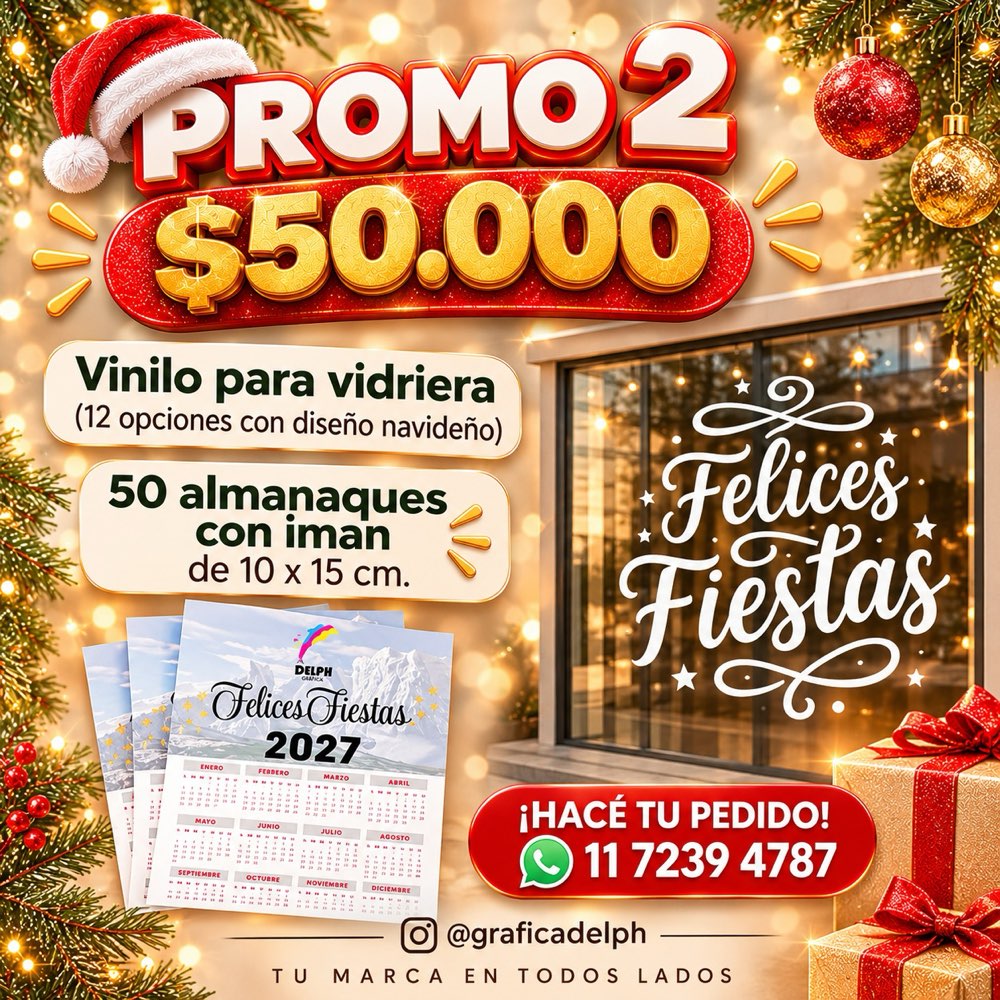 PROMO 2
$50.000
Vinilo para vidriera
(12 opciones con diseño navideño)
50 almanaques
con iman
de 10 x 15 cm.
Felices
Fiestas
DELPH
GRÁFICA
Felices Fiestas
2027
ENERO FEBRERO MARZO ABRIL
MAYO JUNIO JULIO AGOSTO
SEPTIEMBRE OCTUBRE NOVIEMBRE DICIEMBRE
¡HACÉ TU PEDIDO!
11 7239 4787
@graficadelph
TU MARCA EN TODOS LADOS